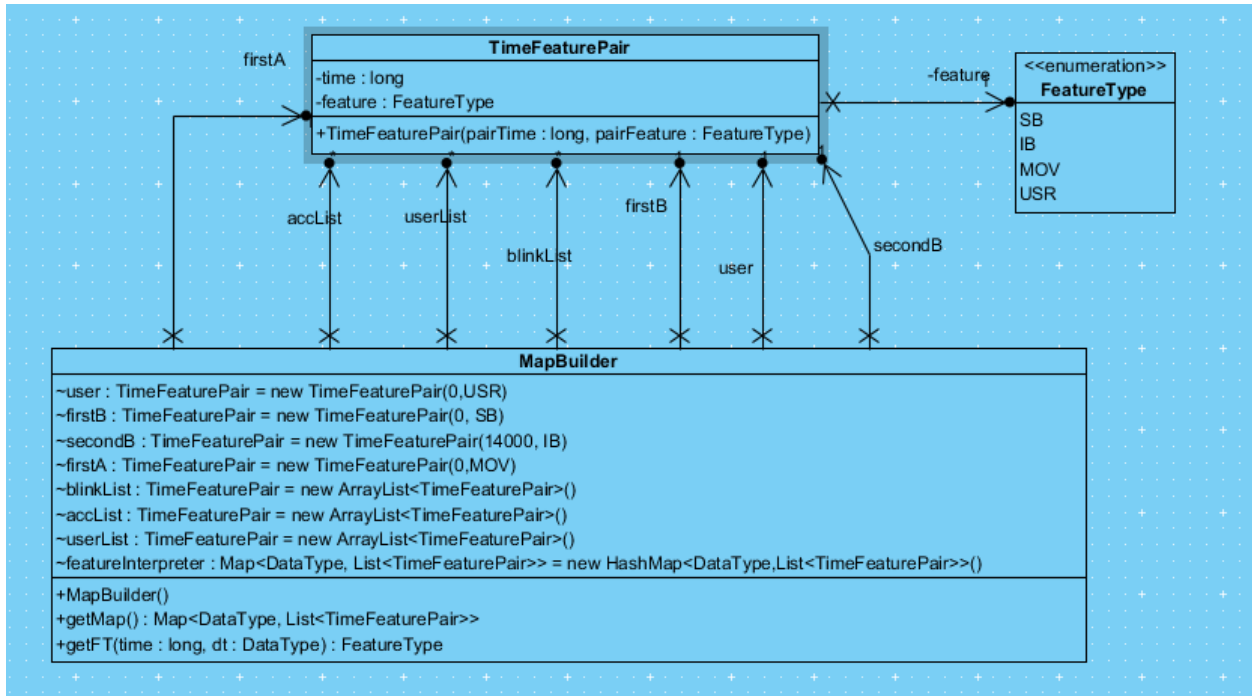 TimeFeaturePair
-time : long
-feature : FeatureType
+TimeFeaturePair(pairTime : long, pairFeature : FeatureType)
firstA
-feature
1
<<enumeration>>
FeatureType
SB
IB
MOV
USR
1
*
*
*
1
1
1
accList
userList
blinkList
firstB
user
secondB
MapBuilder
~user : TimeFeaturePair = new TimeFeaturePair(0,USR)
~firstB : TimeFeaturePair = new TimeFeaturePair(0, SB)
~secondB : TimeFeaturePair = new TimeFeaturePair(14000, IB)
~firstA : TimeFeaturePair = new TimeFeaturePair(0,MOV)
~blinkList : TimeFeaturePair = new ArrayList<TimeFeaturePair>()
~accList : TimeFeaturePair = new ArrayList<TimeFeaturePair>()
~userList : TimeFeaturePair = new ArrayList<TimeFeaturePair>()
~featureInterpreter : Map<DataType, List<TimeFeaturePair>> = new HashMap<DataType,List<TimeFeaturePair>>()
+MapBuilder()
+getMap() : Map<DataType, List<TimeFeaturePair>>
+getFT(time : long, dt : DataType) : FeatureType